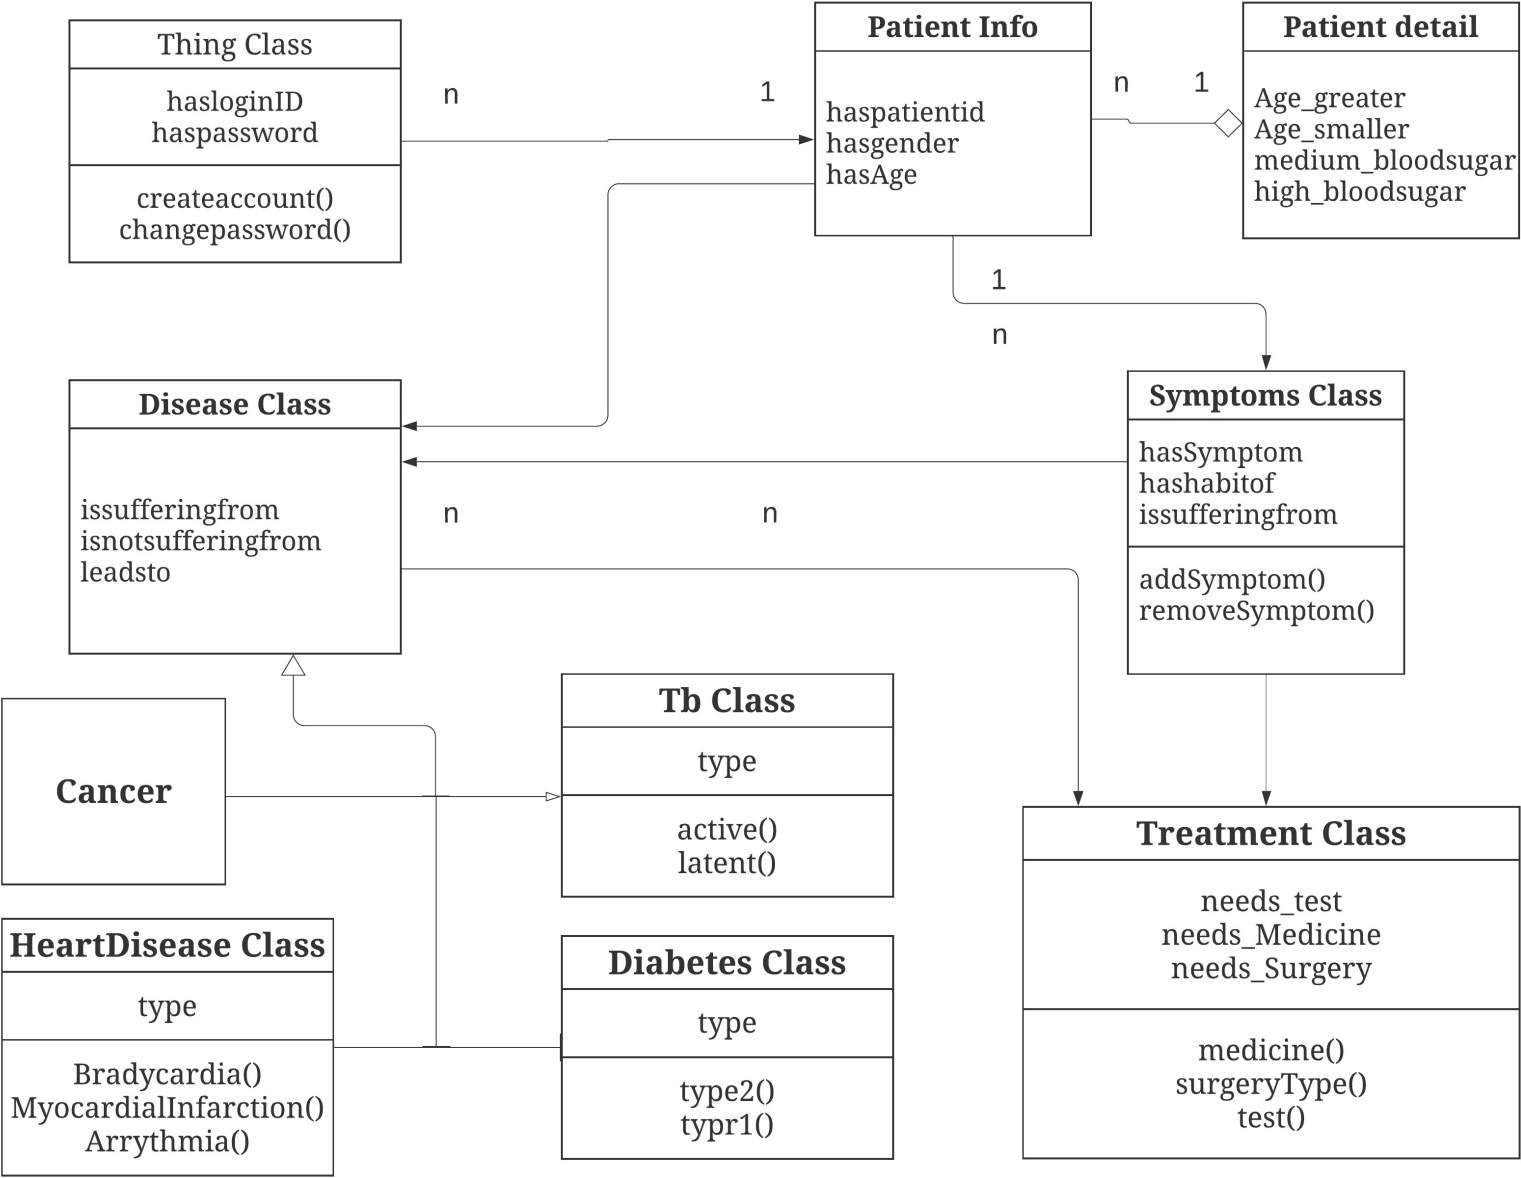 Thing Class
hasloginID
haspassword
createaccount()
changepassword()
n
1
Patient Info
haspatientid
hasgender
hasAge
n
1
Patient detail
Age_greater
Age_smaller
medium_bloodsugar
high_bloodsugar
1
n
Disease Class
issufferingfrom
isnotsufferingfrom
leadsto
n
n
Symptoms Class
hasSymptom
hashabitof
issufferingfrom
addSymptom()
removeSymptom()
Cancer
Tb Class
type
active()
latent()
HeartDisease Class
type
Bradycardia()
MyocardialInfarction()
Arrythmia()
Diabetes Class
type
type2()
typr1()
Treatment Class
needs_test
needs_Medicine
needs_Surgery
medicine()
surgeryType()
test()